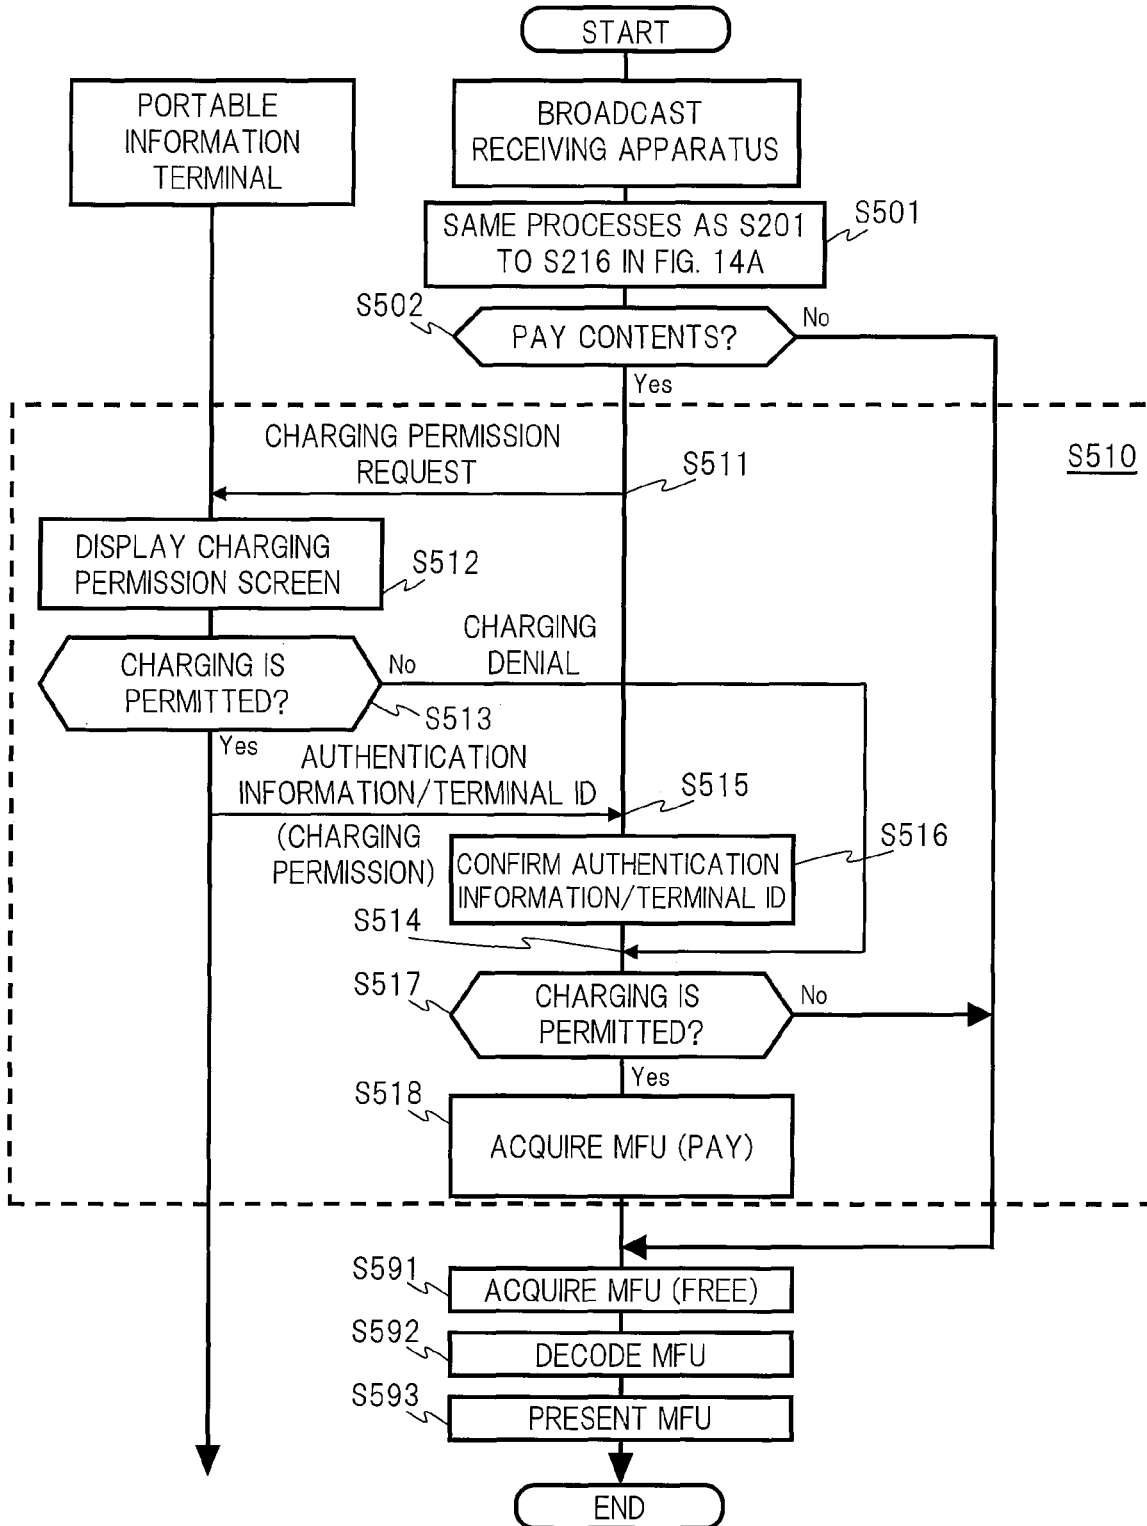 START
PORTABLE
INFORMATION
TERMINAL
BROADCAST
RECEIVING APPARATUS
SAME PROCESSES AS S201
TO S216 IN FIG. 14A
S501
S502
PAY CONTENTS?
No
Yes
CHARGING PERMISSION
REQUEST
S511
S510
DISPLAY CHARGING
PERMISSION SCREEN
S512
CHARGING
DENIAL
CHARGING IS
PERMITTED?
No
S513
Yes
AUTHENTICATION
INFORMATION/TERMINAL ID
S515
(CHARGING
PERMISSION)
S516
CONFIRM AUTHENTICATION
INFORMATION/TERMINAL ID
S514
S517
CHARGING IS
PERMITTED?
No
Yes
S518
ACQUIRE MFU (PAY)
S591
ACQUIRE MFU (FREE)
S592
DECODE MFU
S593
PRESENT MFU
END